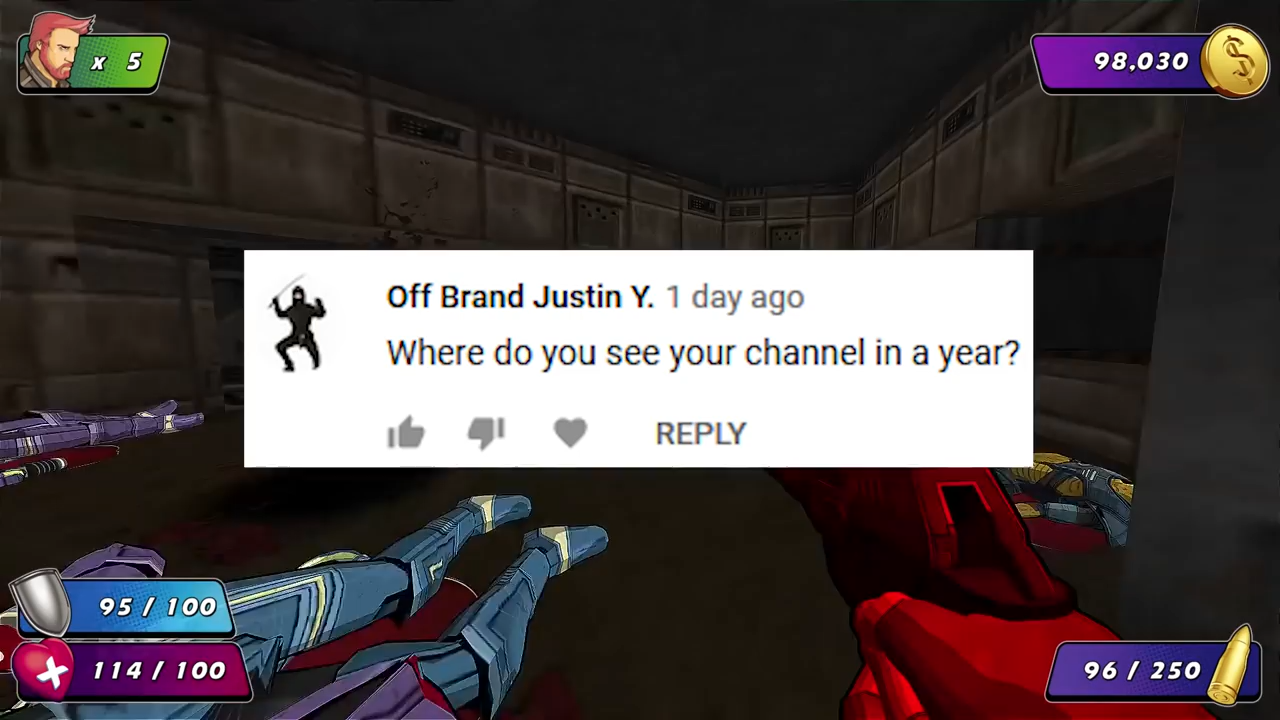 x 5
98,030
Off Brand Justin Y. 1 day ago
Where do you see your channel in a year?
REPLY
95 / 100
114 / 100
96 / 250